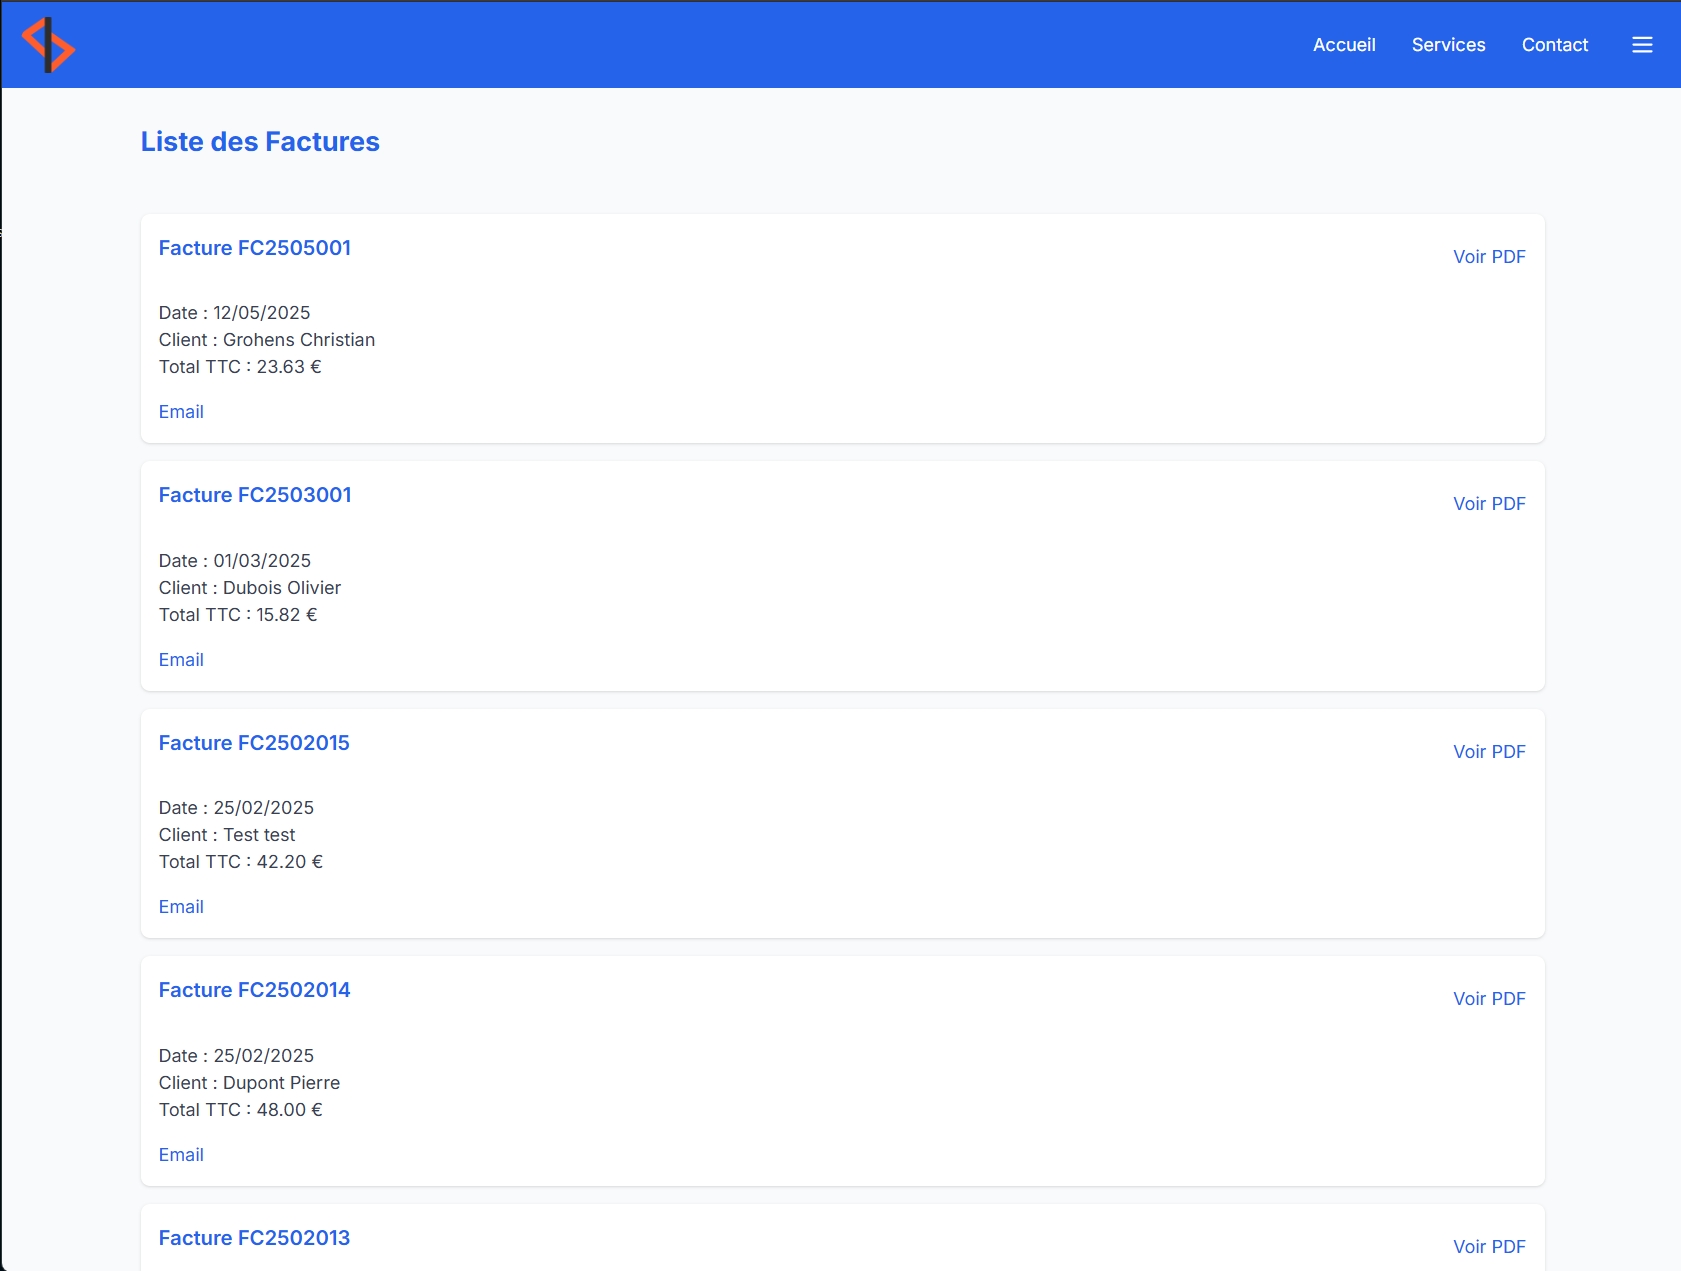 Accueil Services Contact
Liste des Factures
Facture FC2505001
Voir PDF
Date : 12/05/2025
Client : Grohens Christian
Total TTC : 23.63 €
Email
Facture FC2503001
Voir PDF
Date : 01/03/2025
Client : Dubois Olivier
Total TTC : 15.82 €
Email
Facture FC2502015
Voir PDF
Date : 25/02/2025
Client : Test test
Total TTC : 42.20 €
Email
Facture FC2502014
Voir PDF
Date : 25/02/2025
Client : Dupont Pierre
Total TTC : 48.00 €
Email
Facture FC2502013
Voir PDF